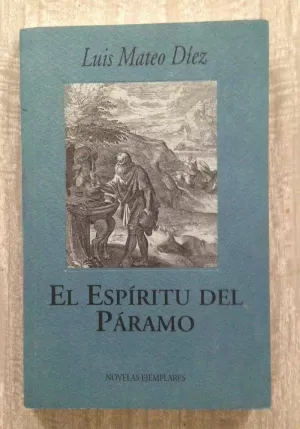 Luis Mateo Díez
EL ESPÍRITU DEL
PÁRAMO
NOVELAS EJEMPLARES